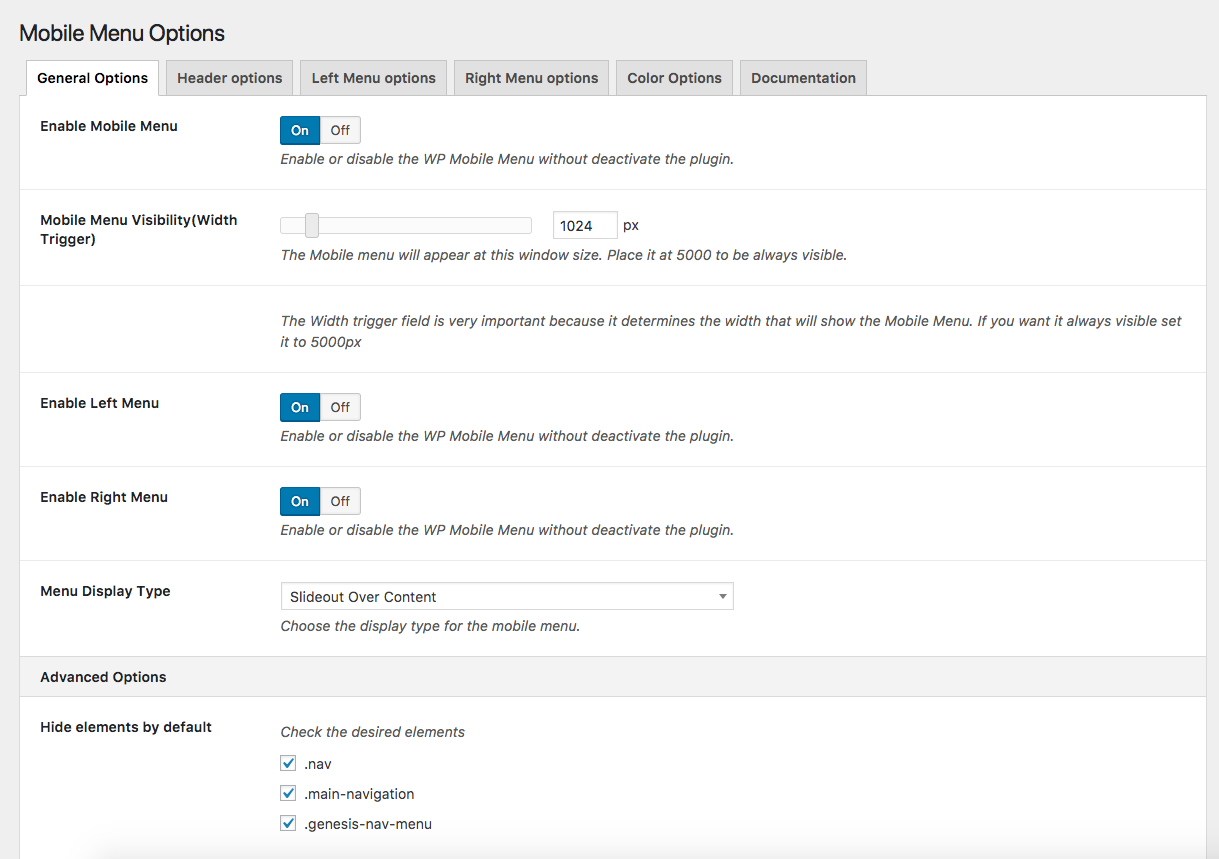 Mobile Menu Options
General Options
Header options
Left Menu options
Right Menu options
Color Options
Documentation
Enable Mobile Menu
On
Off
Enable or disable the WP Mobile Menu without deactivate the plugin.
Mobile Menu Visibility(Width
Trigger)
1024
px
The Mobile menu will appear at this window size. Place it at 5000 to be always visible.
The Width trigger field is very important because it determines the width that will show the Mobile Menu. If you want it always visible set
it to 5000px
Enable Left Menu
On
Off
Enable or disable the WP Mobile Menu without deactivate the plugin.
Enable Right Menu
On
Off
Enable or disable the WP Mobile Menu without deactivate the plugin.
Menu Display Type
Slideout Over Content
Choose the display type for the mobile menu.
Advanced Options
Hide elements by default
Check the desired elements
.nav
.main-navigation
.genesis-nav-menu